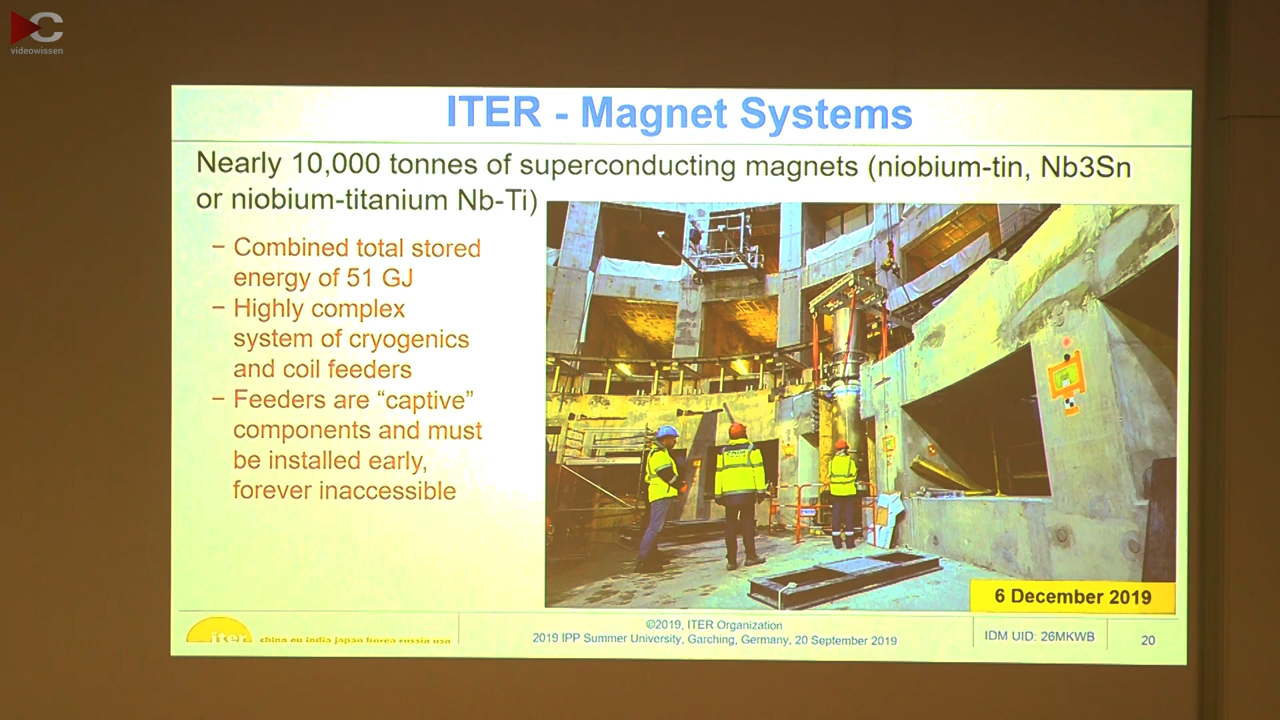 videowissen
ITER - Magnet Systems
Nearly 10,000 tonnes of superconducting magnets (niobium-tin, Nb3Sn
or niobium-titanium Nb-Ti)
– Combined total stored
energy of 51 GJ
– Highly complex
system of cryogenics
and coil feeders
– Feeders are “captive”
components and must
be installed early,
forever inaccessible
6 December 2019
iter
china eu india japan korea russia usa
©2019, ITER Organization
2019 IPP Summer University, Garching, Germany, 20 September 2019
IDM UID: 26MKWB
20